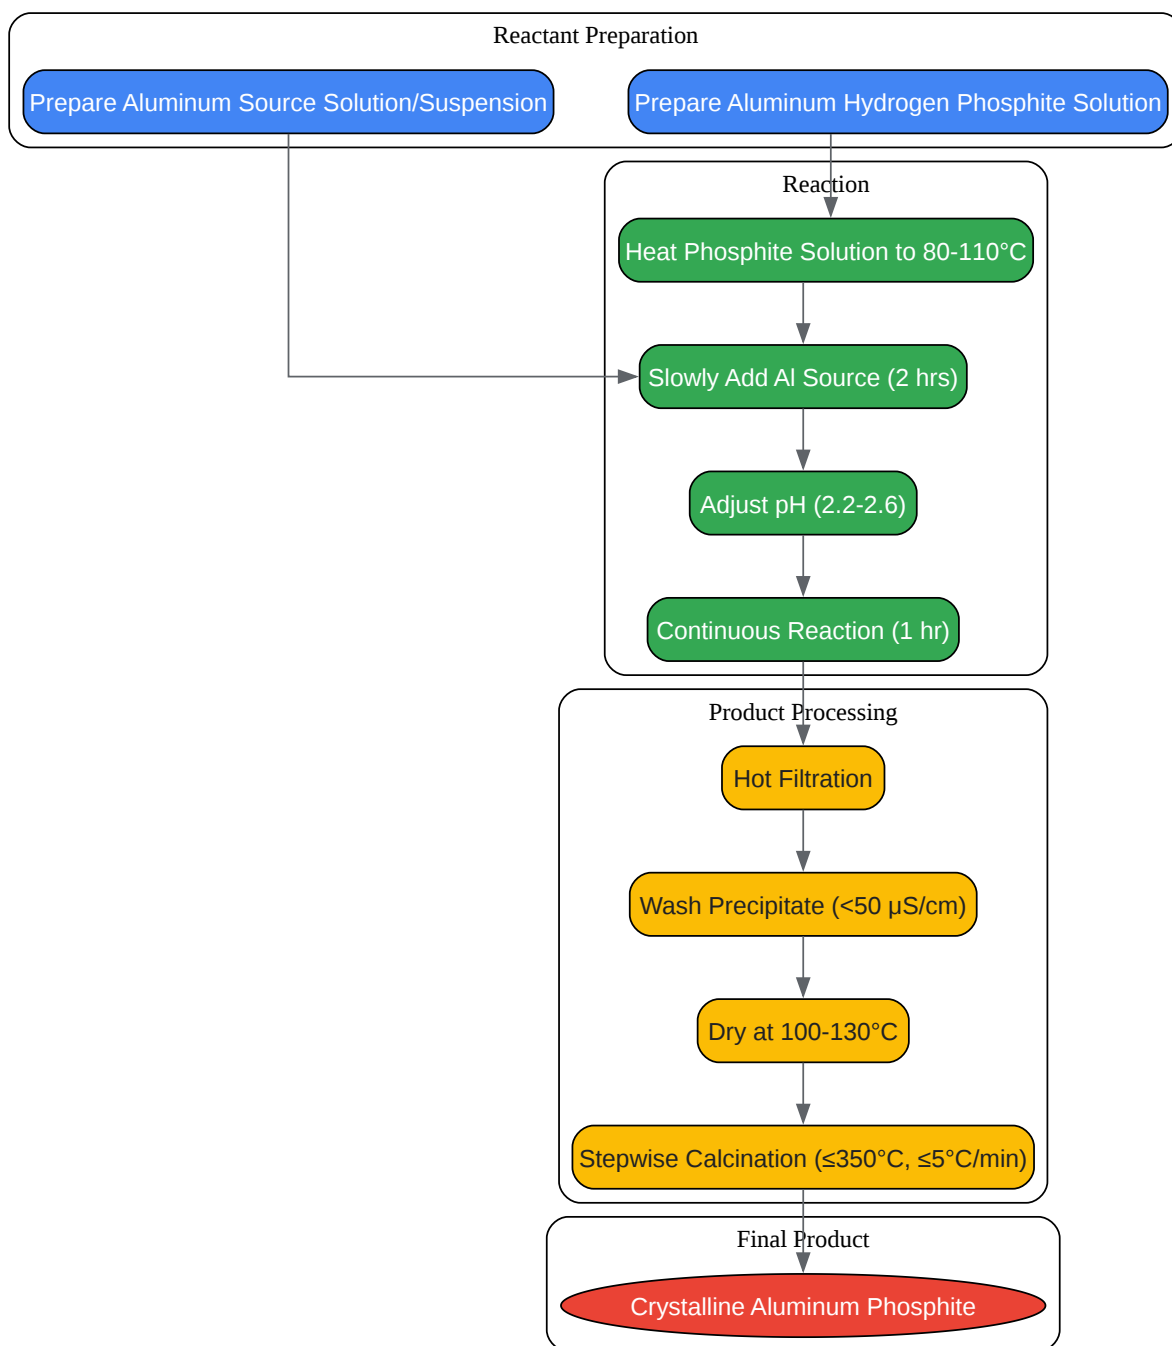 Reactant Preparation
Prepare Aluminum Source Solution/Suspension
Prepare Aluminum Hydrogen Phosphite Solution
Reaction
Heat Phosphite Solution to 80-110°C
Slowly Add Al Source (2 hrs)
Adjust pH (2.2-2.6)
Continuous Reaction (1 hr)
Product Processing
Hot Filtration
Wash Precipitate (<50 μS/cm)
Dry at 100-130°C
Stepwise Calcination (≤350°C, ≤5°C/min)
Final Product
Crystalline Aluminum Phosphite